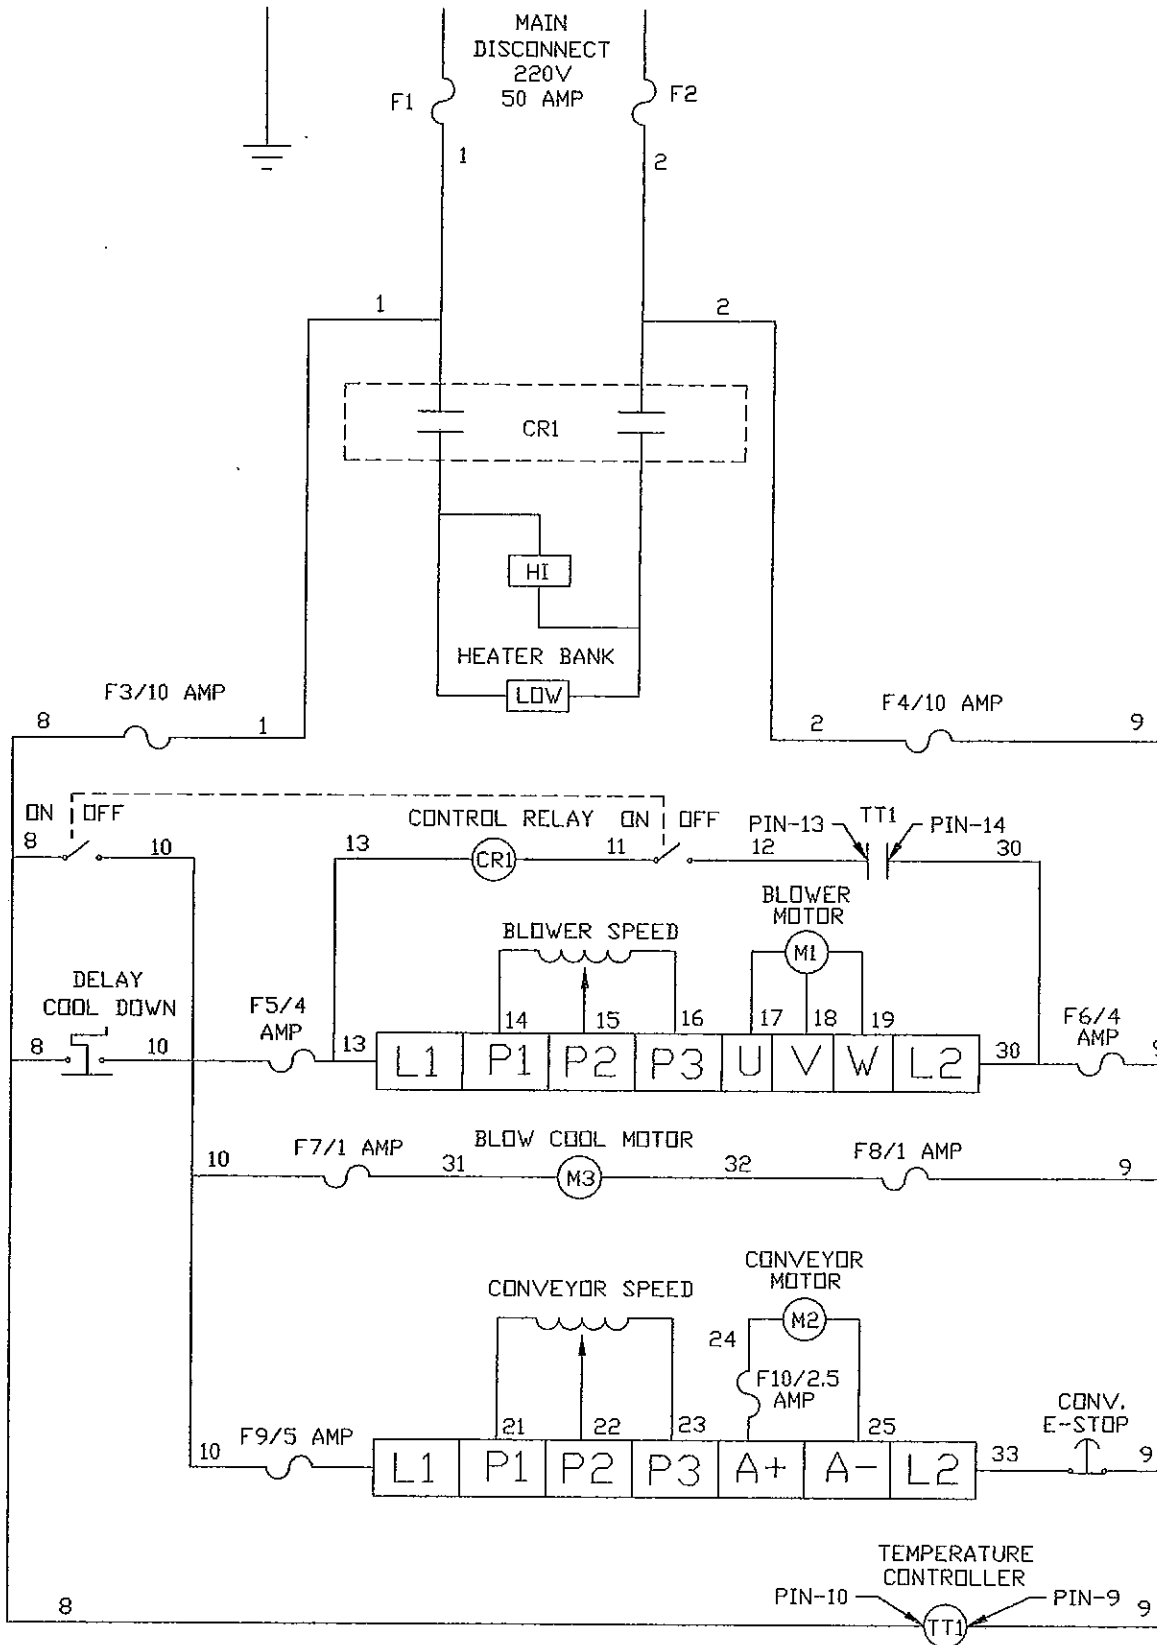 MAIN
DISCONNECT
220V
50 AMP
F1
F2
1
2
1
2
CR1
HI
HEATER BANK
LOW
F3/10 AMP
8
1
F4/10 AMP
2
9
ON OFF
8
10
CONTROL RELAY
ON OFF
13
CR1
11
12
PIN-13
TT1
PIN-14
30
BLOWER
MOTOR
M1
BLOWER SPEED
DELAY
COOL DOWN
8
10
F5/4
AMP
13
14
15
16
17
18
19
L1 P1 P2 P3 U V W L2
30
F6/4
AMP
9
10
F7/1 AMP
31
BLOW COOL MOTOR
M3
32
F8/1 AMP
9
CONVEYOR SPEED
CONVEYOR
MOTOR
M2
24
F10/2.5
AMP
10
F9/5 AMP
21
22
23
25
L1 P1 P2 P3 A+ A- L2
33
CONV.
E-STOP
9
TEMPERATURE
CONTROLLER
8
PIN-10
TT1
PIN-9
9